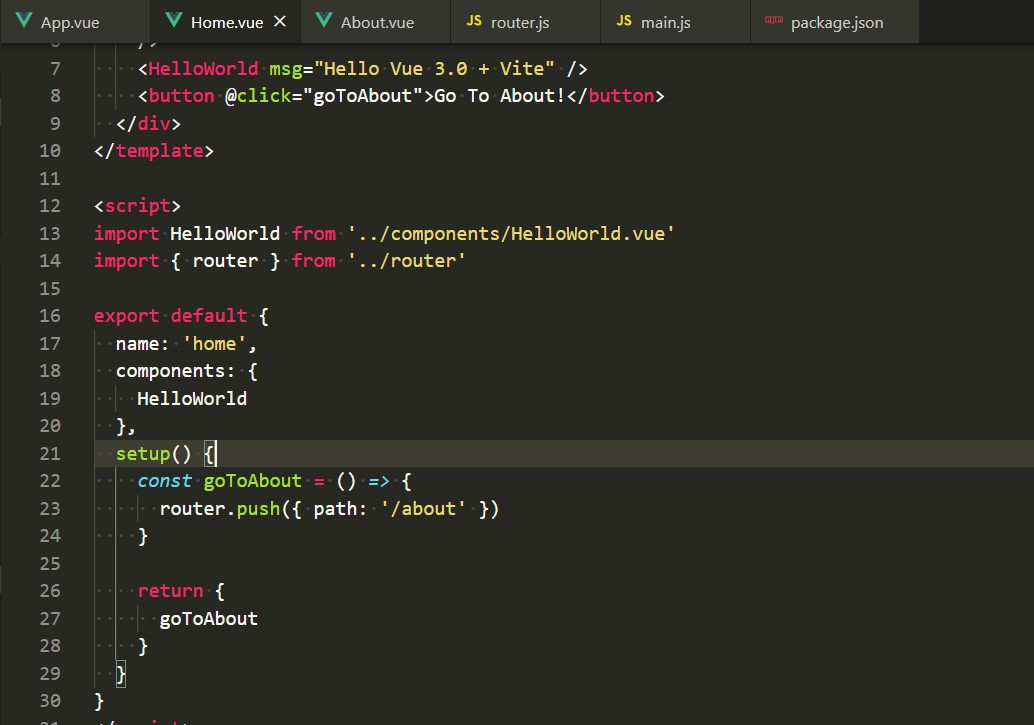 App.vue Home.vue × About.vue JS router.js JS main.js npm package.json
6 />
7 <HelloWorld msg="Hello Vue 3.0 + Vite" />
8 <button @click="goToAbout">Go To About!</button>
9 </div>
10 </template>
11
12 <script>
13 import HelloWorld from '../components/HelloWorld.vue'
14 import { router } from '../router'
15
16 export default {
17 name: 'home',
18 components: {
19 HelloWorld
20 },
21 setup() {
22 const goToAbout = () => {
23 router.push({ path: '/about' })
24 }
25
26 return {
27 goToAbout
28 }
29 }
30 }
31 </script>